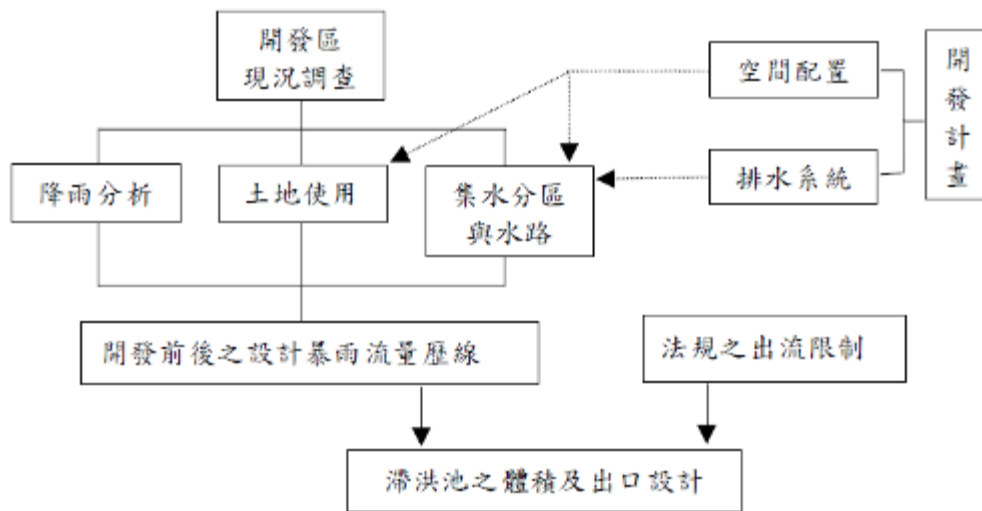 開發區
現況調查
空間配置
開發計畫
降雨分析
土地使用
集水分區
與水路
排水系統
開發前後之設計暴雨流量歷線
法規之出流限制
滯洪池之體積及出口設計